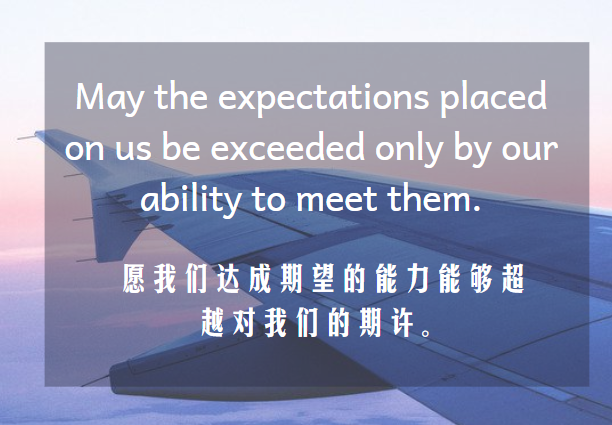 May the expectations placed
on us be exceeded only by our
ability to meet them.
愿我们达成期望的能力能够超
越对我们的期许。